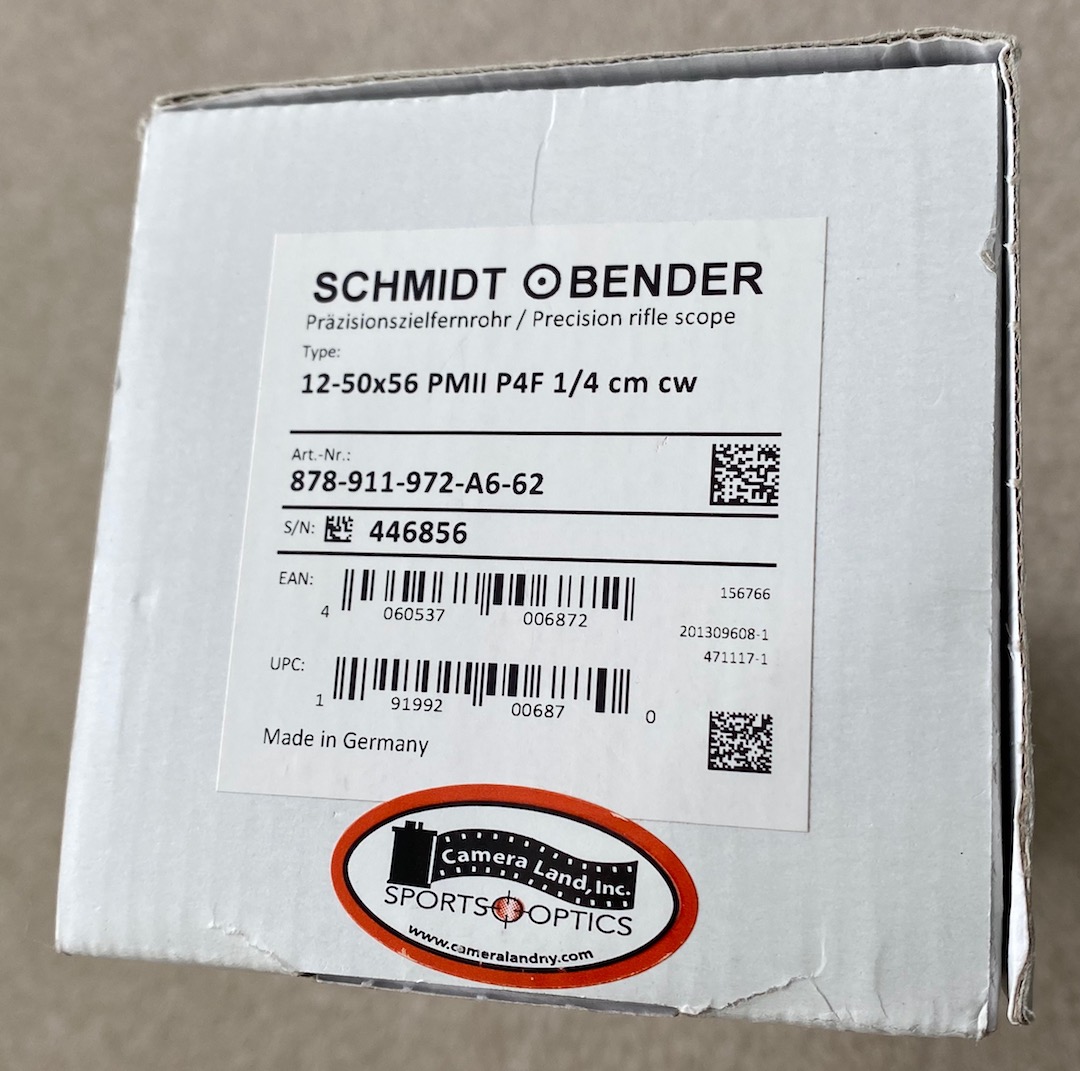 SCHMIDT BENDER
Präzisionszielfernrohr / Precision rifle scope
Type:
12-50x56 PMII P4F 1/4 cm cw
Art.-Nr.:
878-911-972-A6-62
S/N: 446856
EAN:
4 060537 006872
156766
201309608-1
471117-1
UPC:
1 91992 00687 0
Made in Germany
Camera Land, Inc.
SPORTS OPTICS
www.cameralandny.com